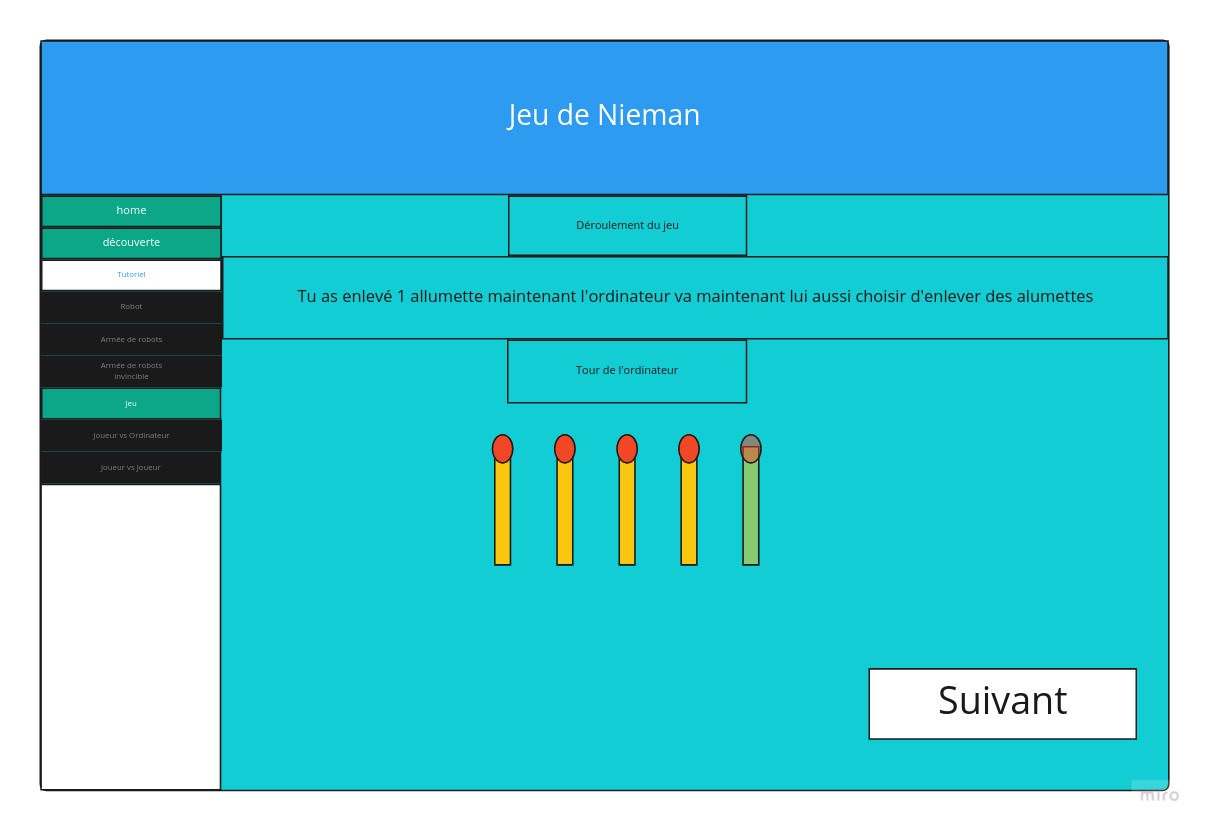 Jeu de Nieman
home
découverte
Tutoriel
Robot
Armée de robots
Armée de robots
invincible
Jeu
Joueur vs Ordinateur
Joueur vs Joueur
Déroulement du jeu
Tu as enlevé 1 allumette maintenant l'ordinateur va maintenant lui aussi choisir d'enlever des alumettes
Tour de l'ordinateur
Suivant
miro